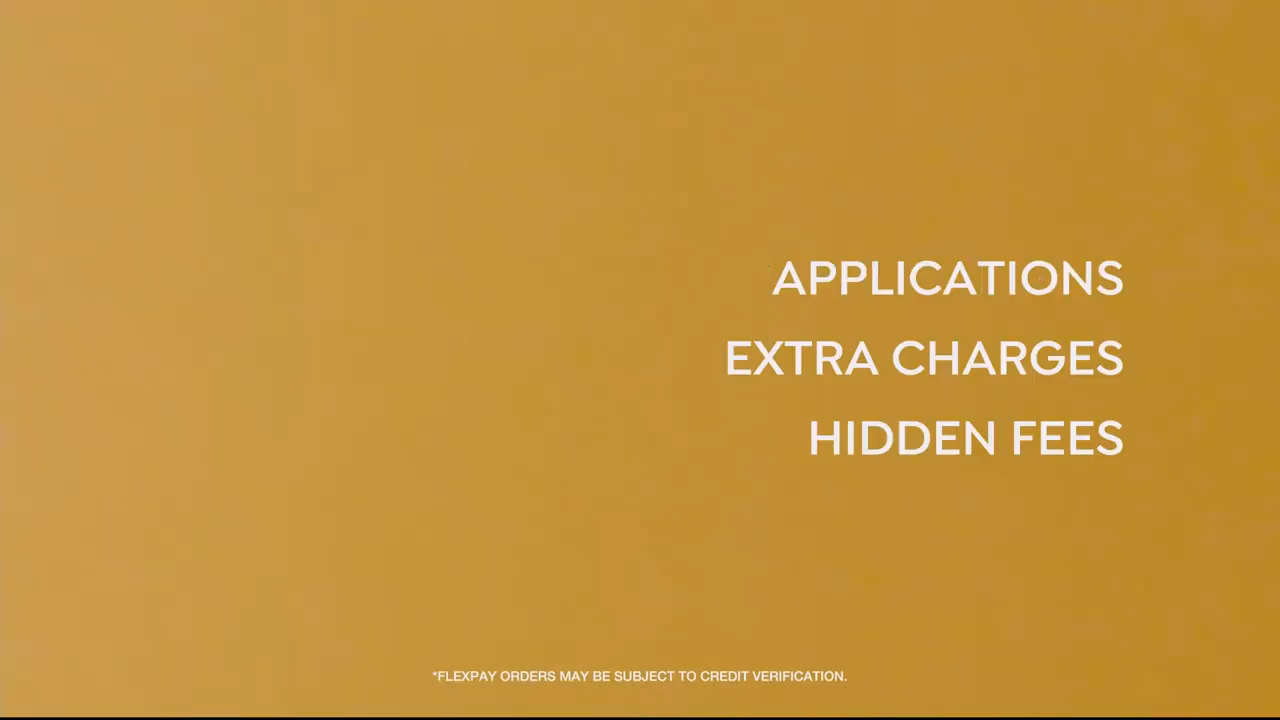 APPLICATIONS
EXTRA CHARGES
HIDDEN FEES
*FLEXPAY ORDERS MAY BE SUBJECT TO CREDIT VERIFICATION.